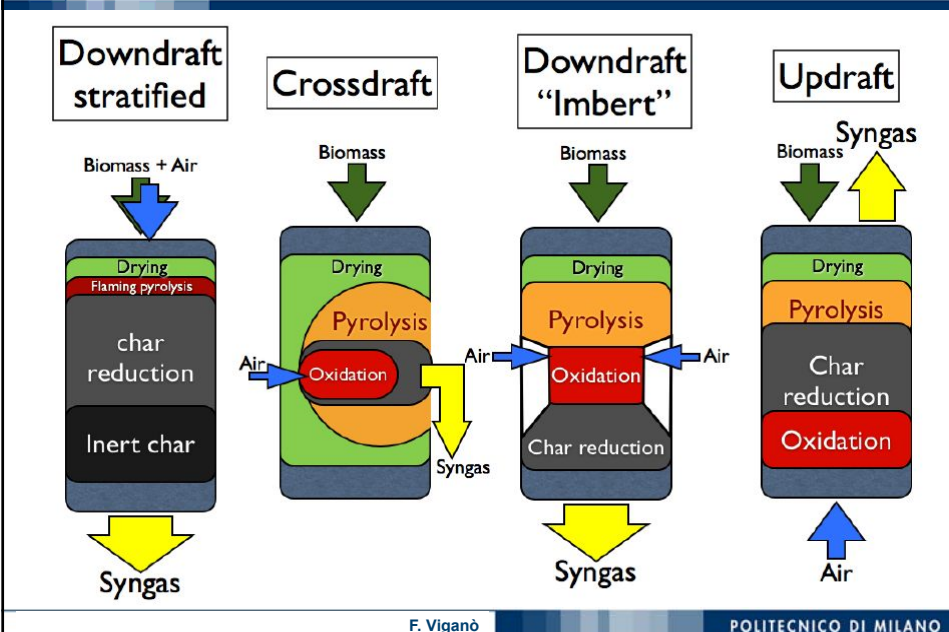 Downdraft
stratified
Biomass + Air
Drying
Flaming pyrolysis
char
reduction
Inert char
Syngas
Crossdraft
Biomass
Drying
Pyrolysis
Air
Oxidation
Syngas
Downdraft
“Imbert”
Biomass
Drying
Pyrolysis
Air
Air
Oxidation
Char reduction
Syngas
Updraft
Syngas
Biomass
Drying
Pyrolysis
Char
reduction
Oxidation
Air
F. Viganò
POLITECNICO DI MILANO